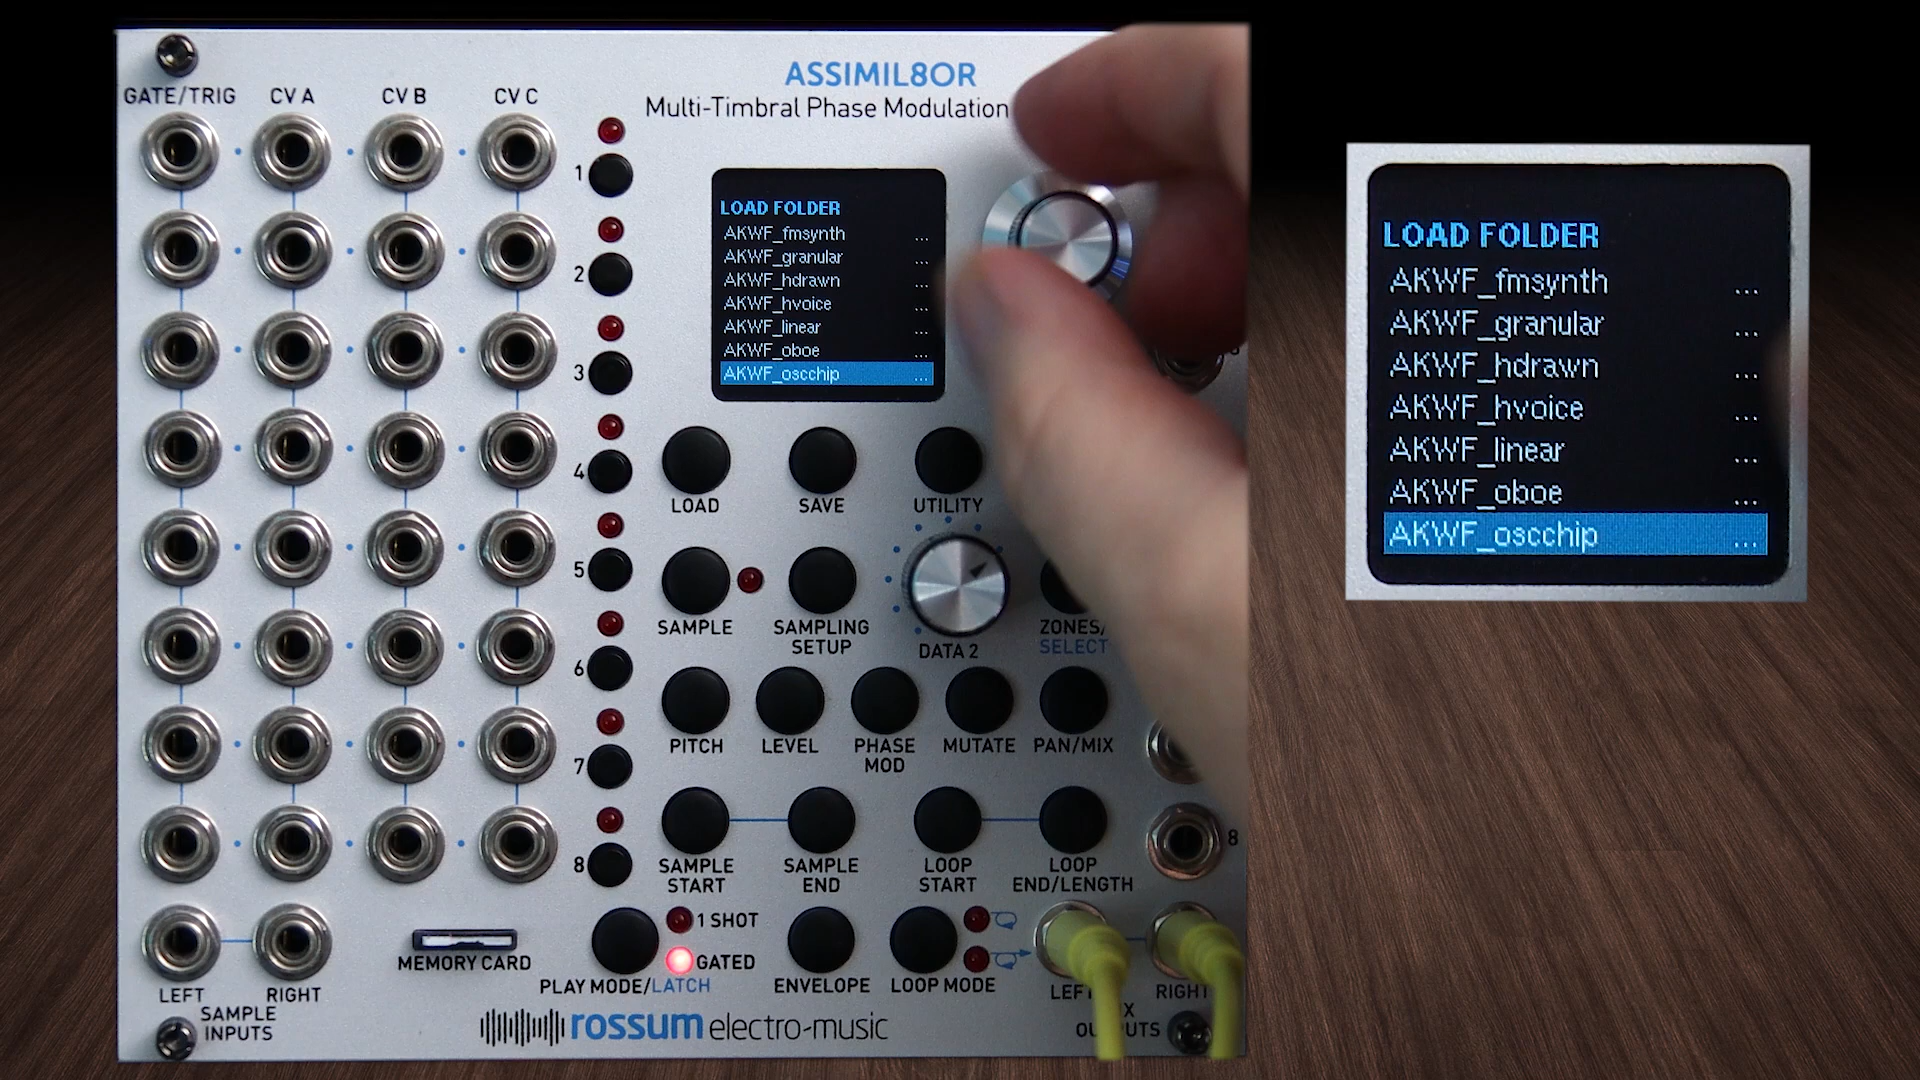 ASSIMIL8OR
Multi-Timbral Phase Modulation
GATE/TRIG CV A CV B CV C
1
2
3
4
5
6
7
8
LOAD FOLDER
AKWF_fmsynth ...
AKWF_granular ...
AKWF_hdrawn ...
AKWF_hvoice ...
AKWF_linear ...
AKWF_oboe ...
AKWF_oscchip ...
LOAD SAVE UTILITY
SAMPLE SAMPLING SETUP DATA 2 ZONES/
SELECT
PITCH LEVEL PHASE MOD MUTATE PAN/MIX
SAMPLE START SAMPLE END LOOP START LOOP END/LENGTH
8
1 SHOT
GATED
PLAY MODE/LATCH ENVELOPE LOOP MODE
MEMORY CARD
LEFT RIGHT
SAMPLE
INPUTS
RIGHT
rossum electro-music
LOAD FOLDER
AKWF_fmsynth ...
AKWF_granular ...
AKWF_hdrawn ...
AKWF_hvoice ...
AKWF_linear ...
AKWF_oboe ...
AKWF_oscchip ...